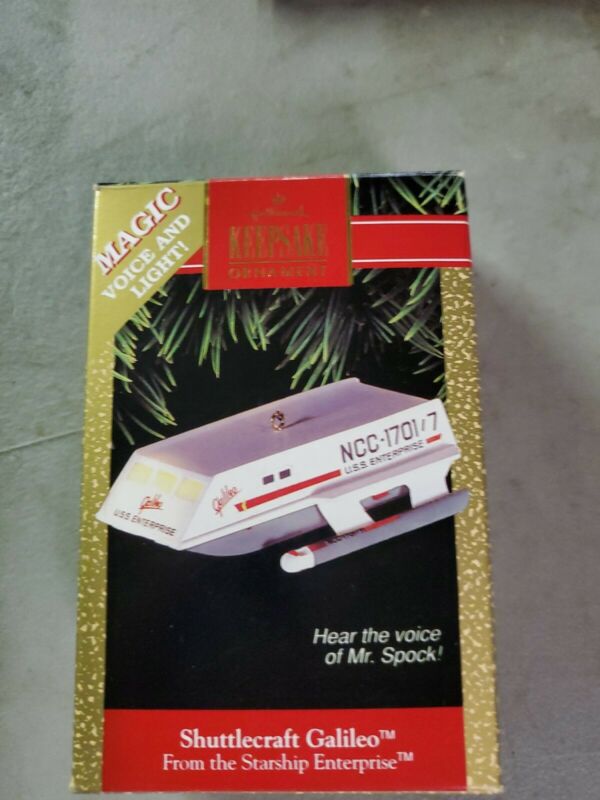 MAGIC
VOICE AND
LIGHT!
Hallmark
KEEPSAKE
ORNAMENT
NCC-1701/7
U.S.S. ENTERPRISE
Galileo
Galileo
U.S.S. ENTERPRISE
Hear the voice
of Mr. Spock!
Shuttlecraft Galileo™
From the Starship Enterprise™